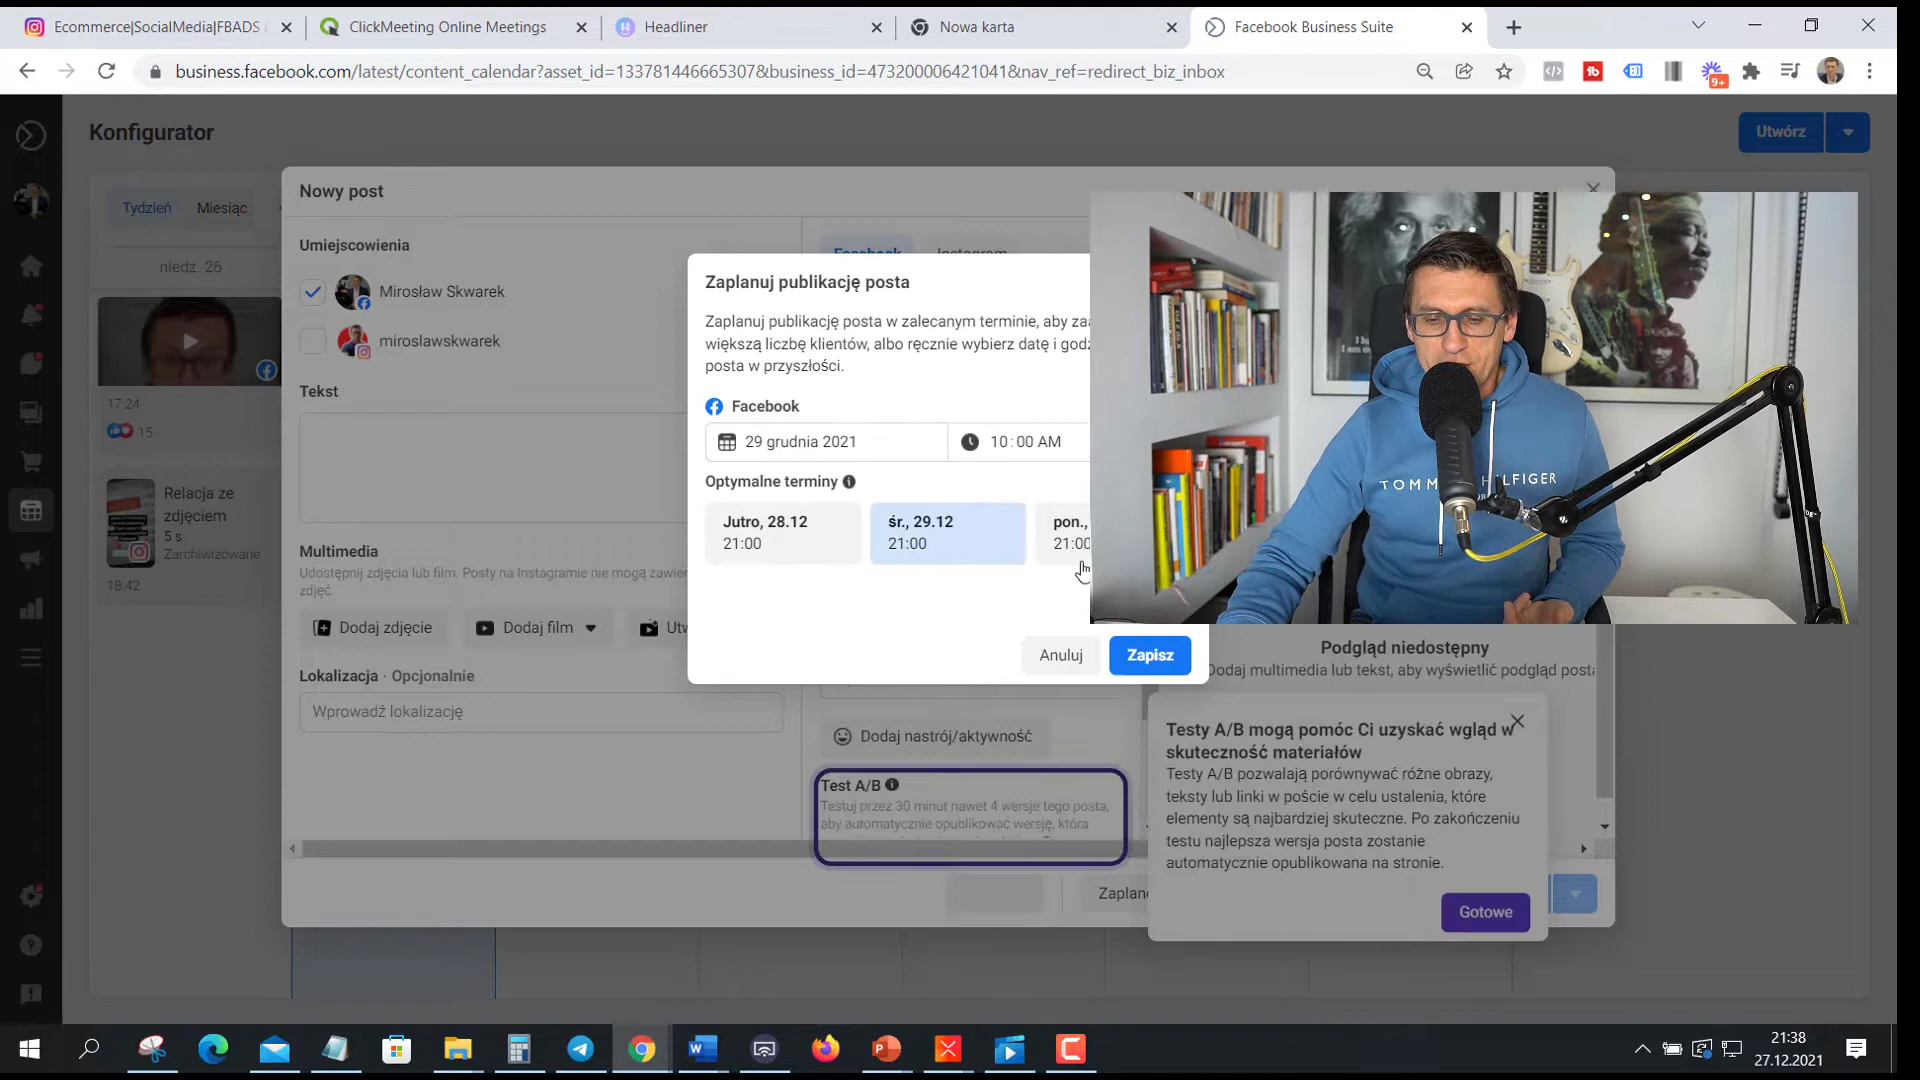 Ecommerce|SocialMedia|FBADS
ClickMeeting Online Meetings
Headliner
Nowa karta
Facebook Business Suite
business.facebook.com/latest/content_calendar?asset_id=133781446665307&business_id=473200006421041&nav_ref=redirect_biz_inbox
9+
Konfigurator
Utwórz
Tydzień
Miesiąc
niedz. 26
17:24
15
Relacja ze
zdjęciem
5 s
Zarchiwizowane
18:42
Nowy post
Umiejscowienia
Mirosław Skwarek
miroslawskwarek
Tekst
Multimedia
Udostępnij zdjęcia lub film. Posty na Instagramie nie mogą
zdjęć.
Dodaj zdjęcie
Dodaj film
Lokalizacja · Opcjonalnie
Wprowadź lokalizację
Facebook
Instagram
Zaplanuj publikację posta
Zaplanuj publikację posta w zalecanym terminie, aby
większą liczbę klientów, albo ręcznie wybierz datę i
posta w przyszłości.
Facebook
29 grudnia 2021
10:00 AM
Optymalne terminy
Jutro, 28.12
21:00
śr., 29.12
21:00
pon.,
21:00
Anuluj
Zapisz
Dodaj nastrój/aktywność
Test A/B
Testuj przez 30 minut nawet 4 wersje tego posta,
aby automatycznie opublikować wersję, która
Podgląd niedostępny
Dodaj multimedia lub tekst, aby wyświetlić podgląd
Testy A/B mogą pomóc Ci uzyskać wgląd w
skuteczność materiałów
Testy A/B pozwalają porównywać różne obrazy,
teksty lub linki w poście w celu ustalenia, które
elementy są najbardziej skuteczne. Po zakończeniu
testu najlepsza wersja posta zostanie
automatycznie opublikowana na stronie.
Gotowe
21:38
27.12.2021